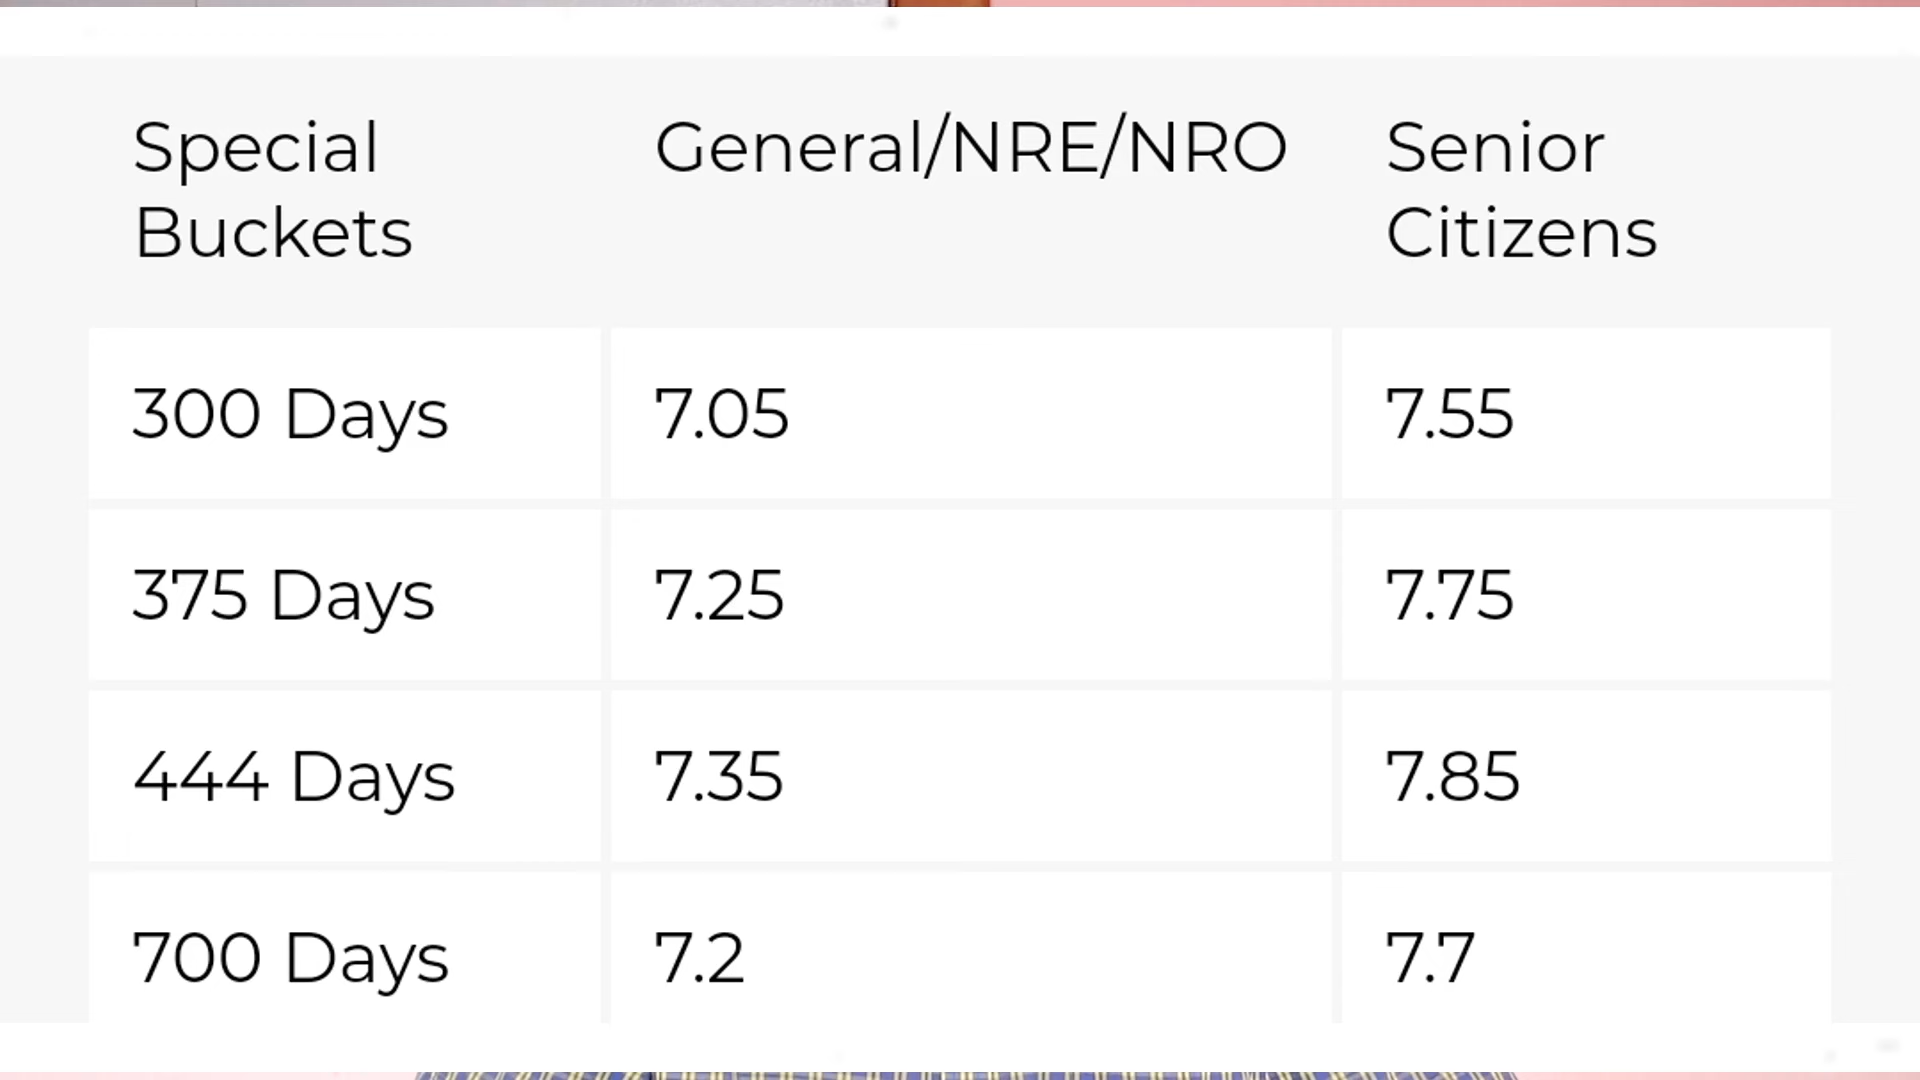 Special Buckets General/NRE/NRO Senior Citizens
300 Days 7.05 7.55
375 Days 7.25 7.75
444 Days 7.35 7.85
700 Days 7.2 7.7